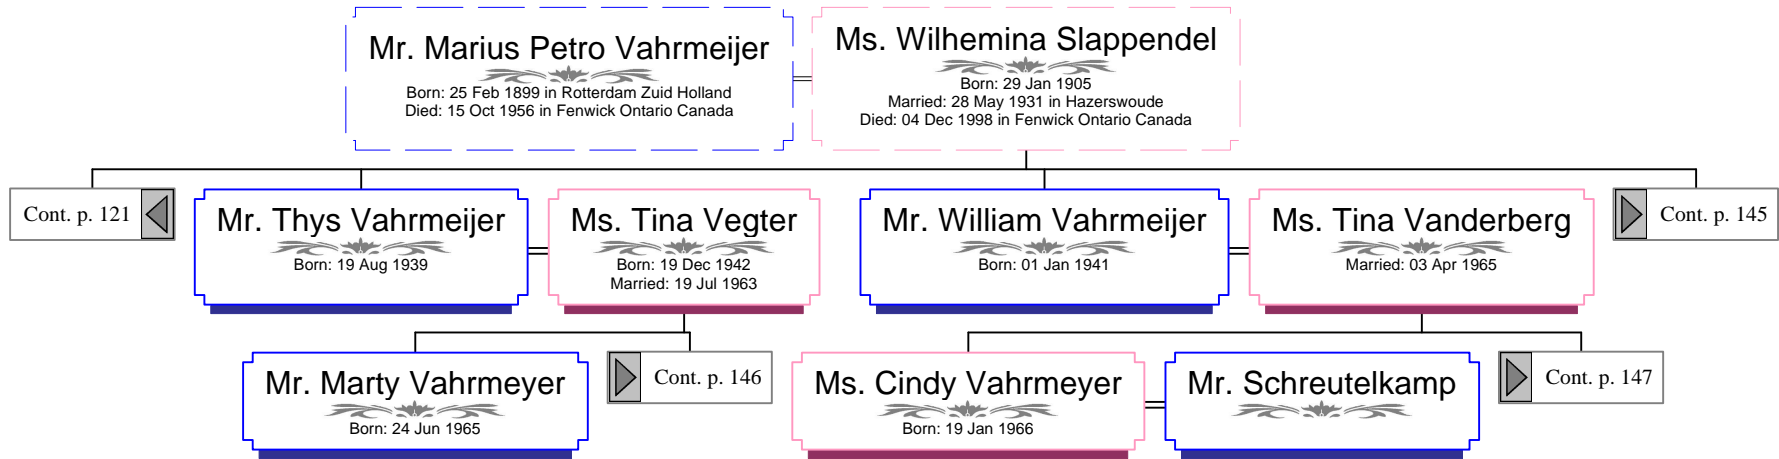 Mr. Marius Petro Vahrmeijer
Born: 25 Feb 1899 in Rotterdam Zuid Holland
Died: 15 Oct 1956 in Fenwick Ontario Canada
Ms. Wilhemina Slappendel
Born: 29 Jan 1905
Married: 28 May 1931 in Hazerswoude
Died: 04 Dec 1998 in Fenwick Ontario Canada
Cont. p. 121
Mr. Thys Vahrmeijer
Born: 19 Aug 1939
Ms. Tina Vegter
Born: 19 Dec 1942
Married: 19 Jul 1963
Mr. William Vahrmeijer
Born: 01 Jan 1941
Ms. Tina Vanderberg
Married: 03 Apr 1965
Cont. p. 145
Mr. Marty Vahrmeyer
Born: 24 Jun 1965
Cont. p. 146
Ms. Cindy Vahrmeyer
Born: 19 Jan 1966
Mr. Schreutelkamp
Cont. p. 147